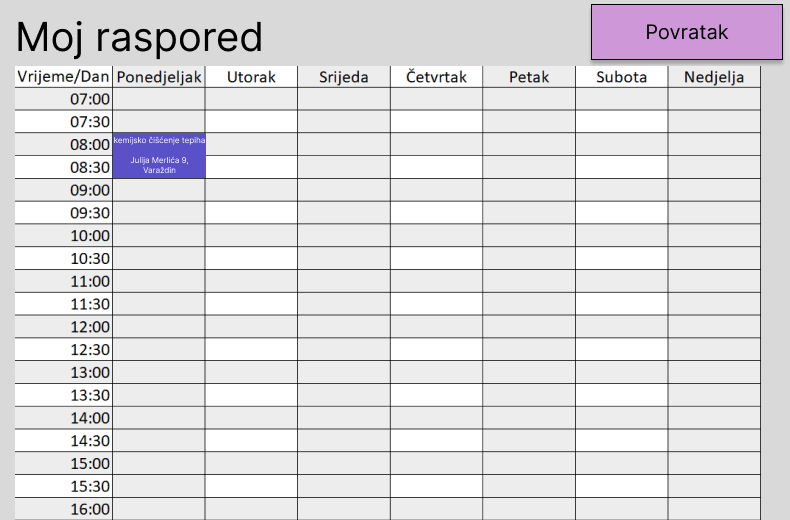 Moj raspored
Povratak
Vrijeme/Dan Ponedjeljak Utorak Srijeda Četvrtak Petak Subota Nedjelja
07:00
07:30
08:00 kemijsko čišćenje tepiha
Julija Merlića 9,
08:30 Varaždin
09:00
09:30
10:00
10:30
11:00
11:30
12:00
12:30
13:00
13:30
14:00
14:30
15:00
15:30
16:00